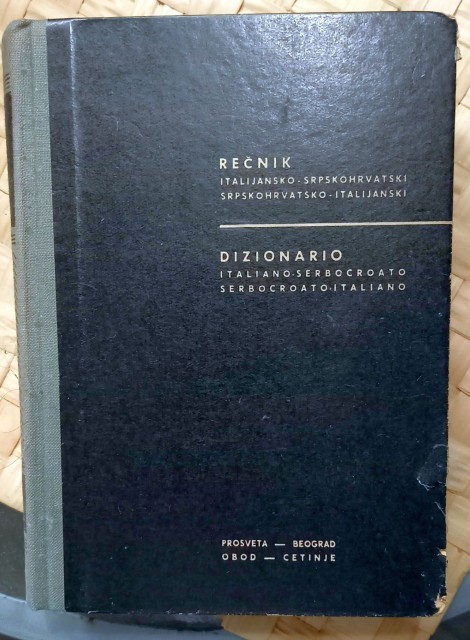 REČNIK
ITALIJANSKO-SRPSKOHRVATSKI
SRPSKOHRVATSKO-ITALIJANSKI
DIZIONARIO
ITALIANO-SERBOCROATO
SERBOCROATO-ITALIANO
PROSVETA — BEOGRAD
OBOD — CETINJE